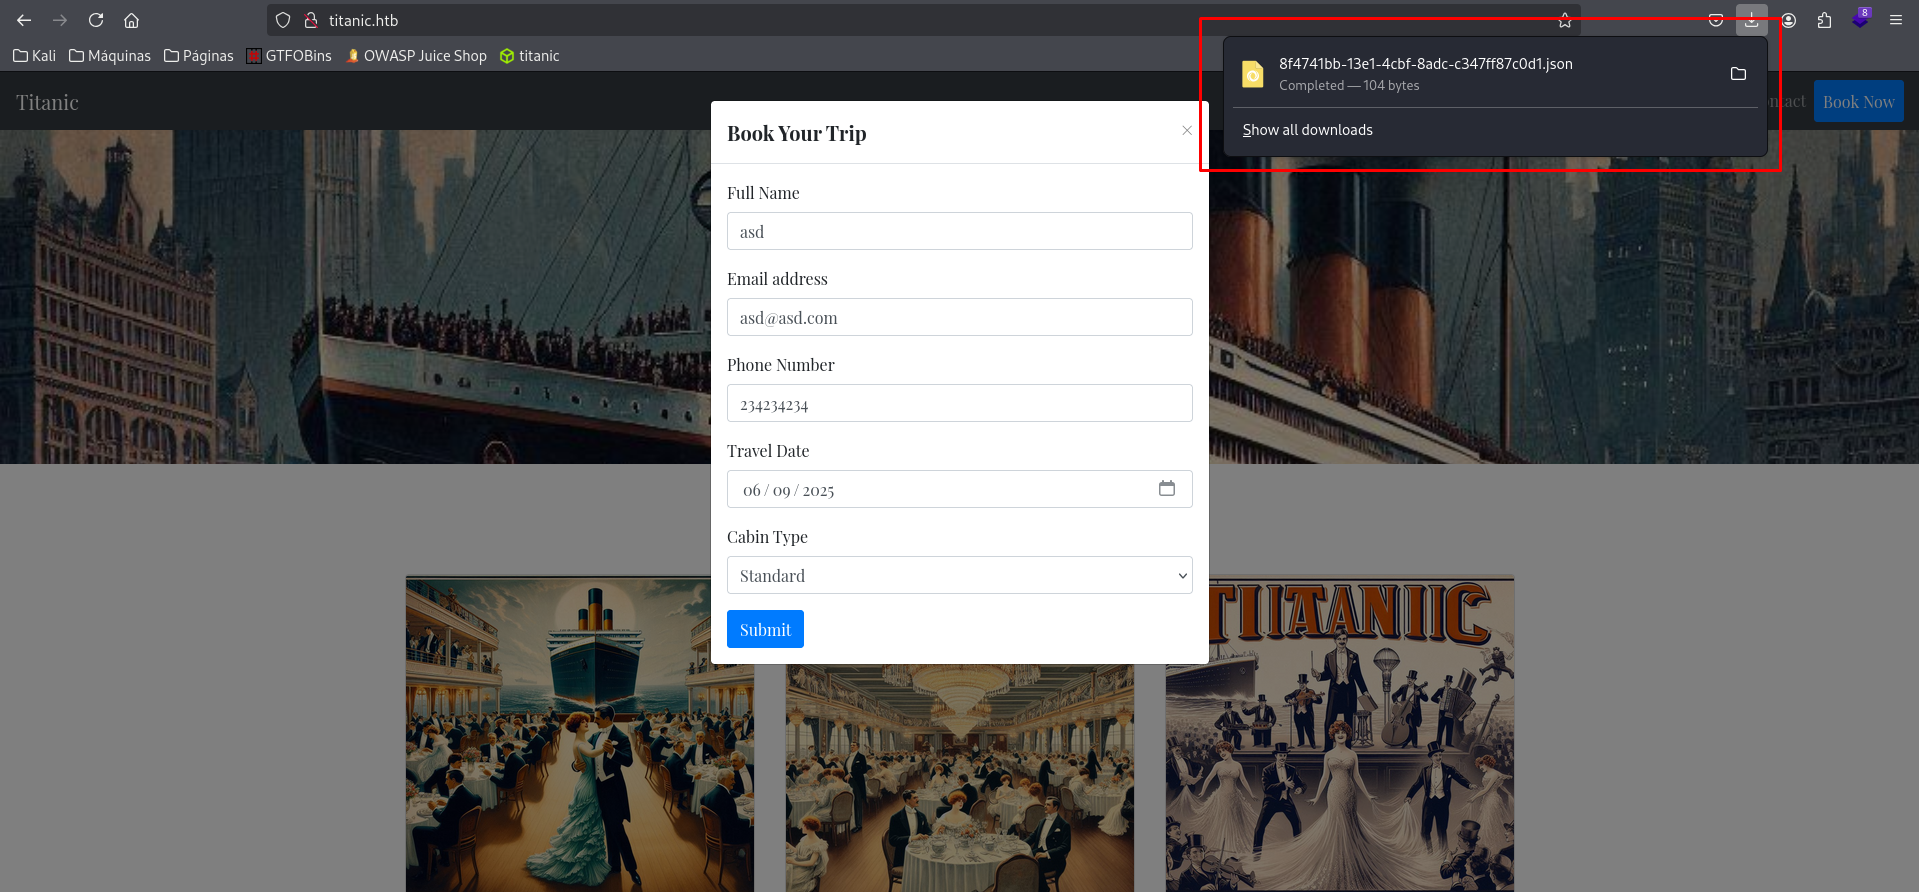 titanic.htb
8
Kali Máquinas Páginas GTFOBins OWASP Juice Shop titanic
8f4741bb-13e1-4cbf-8adc-c347ff87c0d1.json
Completed — 104 bytes
Show all downloads
Titanic
ntact Book Now
Book Your Trip
Full Name
asd
Email address
asd@asd.com
Phone Number
234234234
Travel Date
06 / 09 / 2025
Cabin Type
Standard
Submit
TITANIC